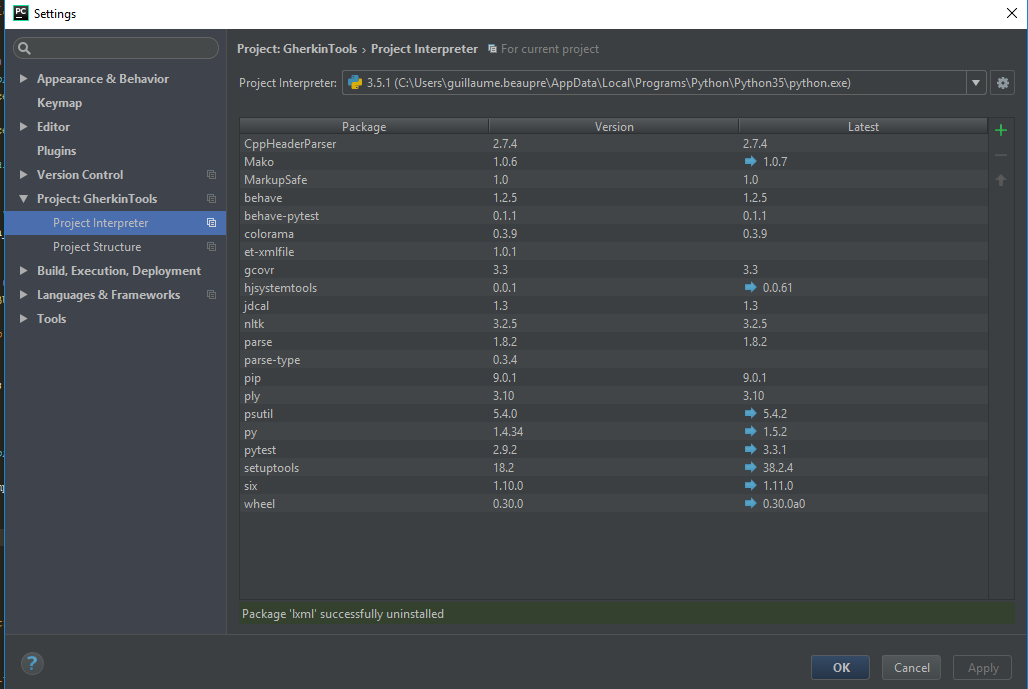 PC Settings
Project: GherkinTools › Project Interpreter For current project
Appearance & Behavior
Keymap
Editor
Plugins
Version Control
Project: GherkinTools
Project Interpreter
Project Structure
Build, Execution, Deployment
Languages & Frameworks
Tools
Project Interpreter: 3.5.1 (C:\Users\guillaume.beaupre\AppData\Local\Programs\Python\Python35\python.exe)
Package Version Latest
CppHeaderParser 2.7.4 2.7.4
Mako 1.0.6 1.0.7
MarkupSafe 1.0 1.0
behave 1.2.5 1.2.5
behave-pytest 0.1.1 0.1.1
colorama 0.3.9 0.3.9
et-xmlfile 1.0.1
gcovr 3.3 3.3
hjsystemtools 0.0.1 0.0.61
jdcal 1.3 1.3
nltk 3.2.5 3.2.5
parse 1.8.2 1.8.2
parse-type 0.3.4
pip 9.0.1 9.0.1
ply 3.10 3.10
psutil 5.4.0 5.4.2
py 1.4.34 1.5.2
pytest 2.9.2 3.3.1
setuptools 18.2 38.2.4
six 1.10.0 1.11.0
wheel 0.30.0 0.30.0a0
Package 'lxml' successfully uninstalled
?
OK Cancel Apply